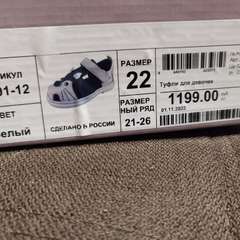 ИКУЛ
01-12
ВЕТ
елый
СДЕЛАНО В РОССИИ
РАЗМЕР
22
РАЗМЕР
НЫЙ РЯД
21-26
Туфли для девочек
1199.00
01.11.2022